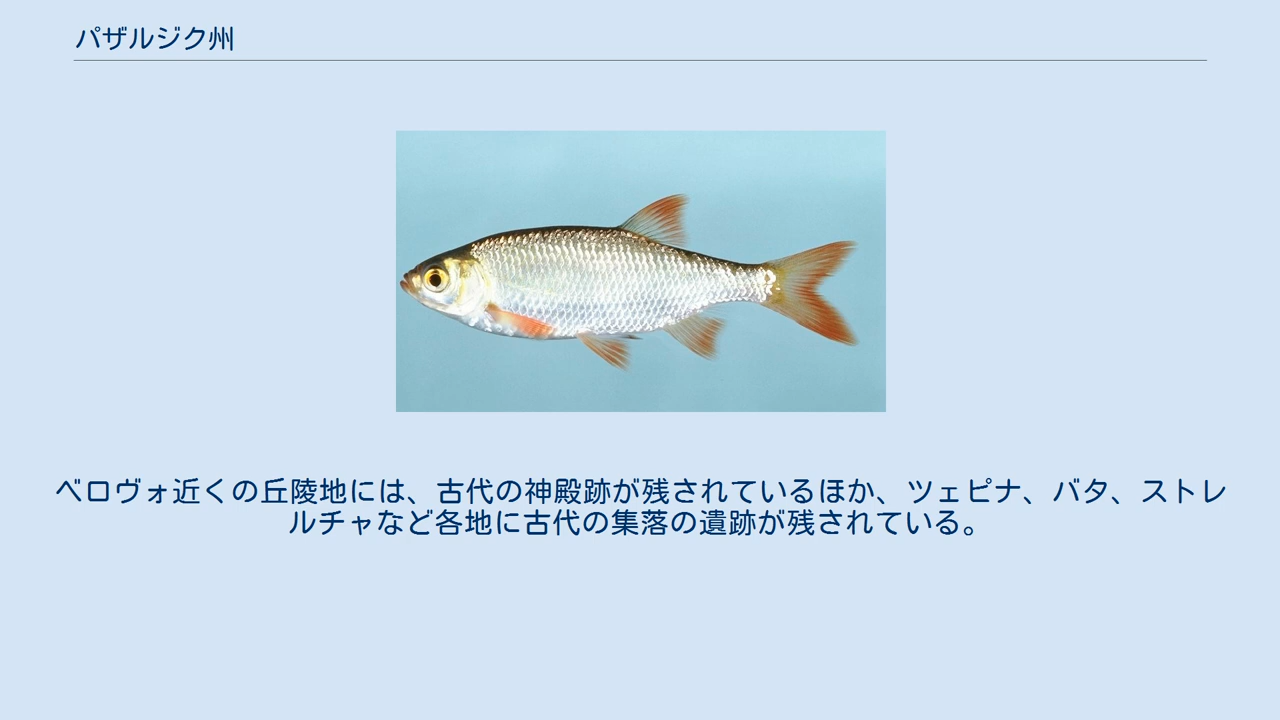 パザルジク州
ベロヴォ近くの丘陵地には、古代の神殿跡が残されているほか、ツェピナ、バタ、ストレ
ルチャなど各地に古代の集落の遺跡が残されている。